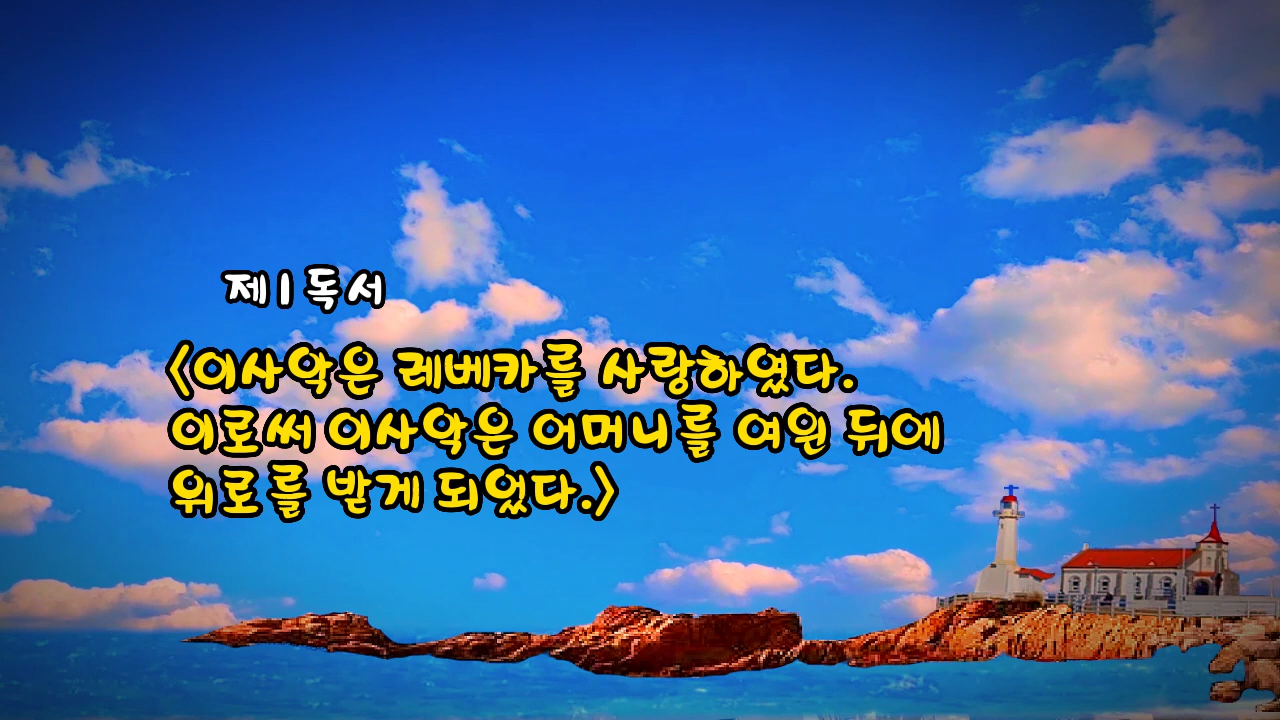 제1독서
<이사악은 레베카를 사랑하였다.
이로써 이사악은 어머니를 여읜 뒤에
위로를 받게 되었다.>